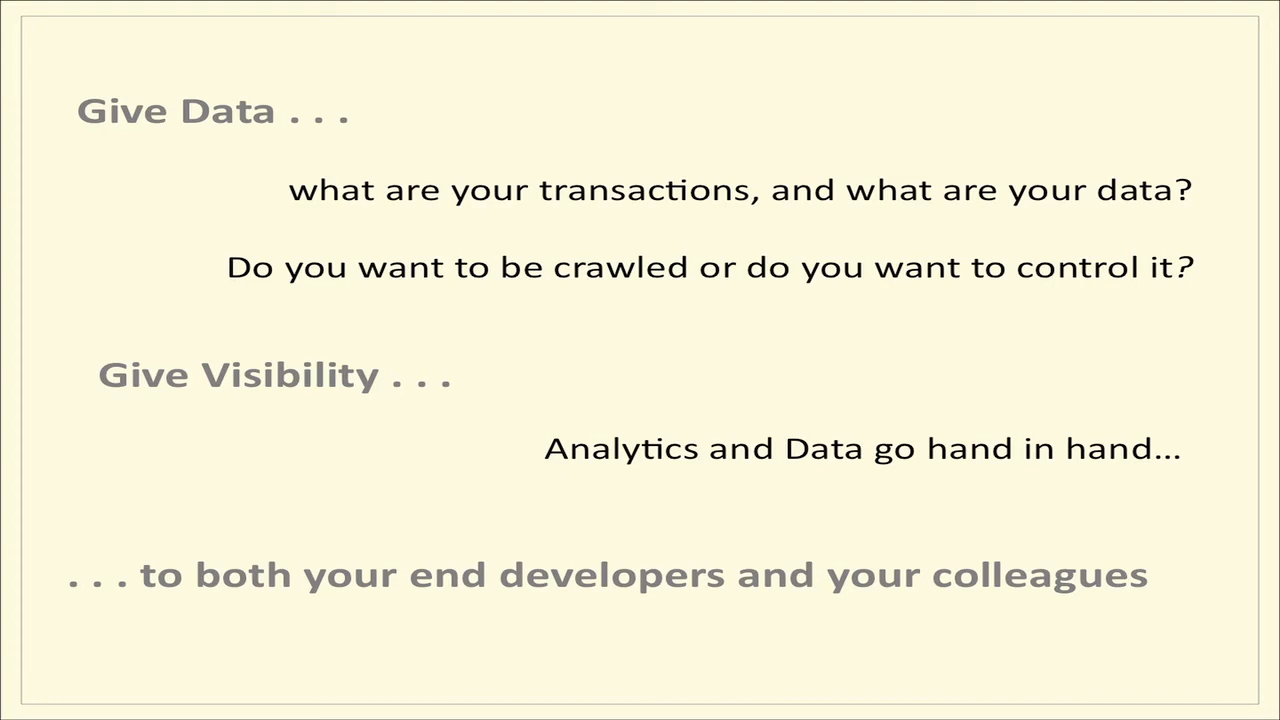 Give Data . . .
what are your transactions, and what are your data?
Do you want to be crawled or do you want to control it?
Give Visibility . . .
Analytics and Data go hand in hand...
. . . to both your end developers and your colleagues